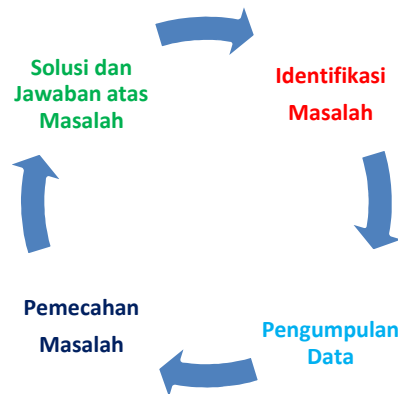 Solusi dan
Jawaban atas
Masalah
Identifikasi
Masalah
Pemecahan
Masalah
Pengumpulan
Data